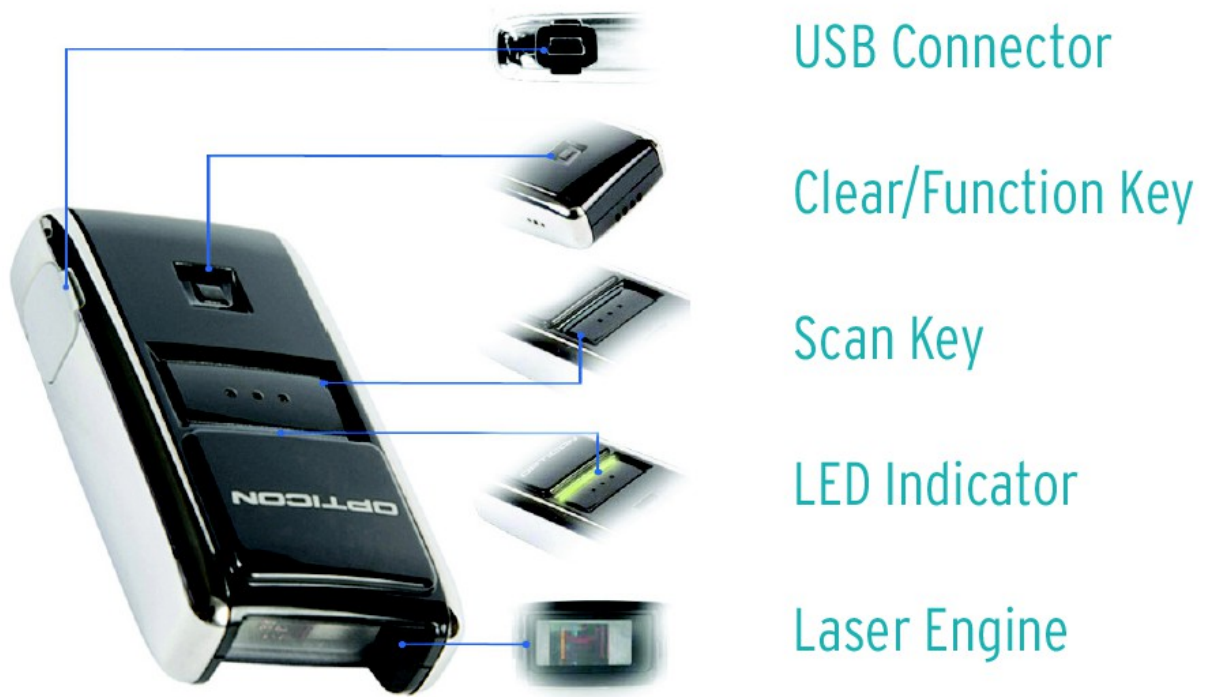 USB Connector
Clear/Function Key
Scan Key
LED Indicator
OPTICON
Laser Engine